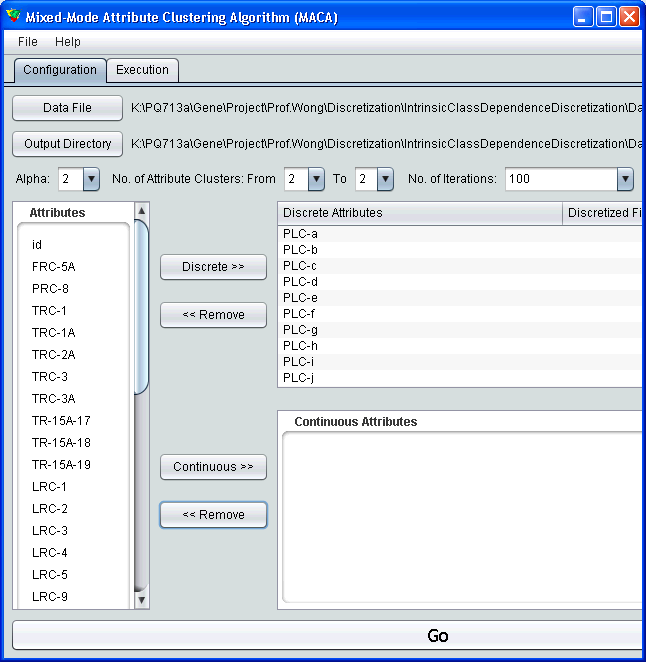 Mixed-Mode Attribute Clustering Algorithm (MACA)
File Help
Configuration Execution
Data File K:\PQ713a\Gene\Project\Prof.Wong\Discretization\IntrinsicClassDependenceDiscretization\Da
Output Directory K:\PQ713a\Gene\Project\Prof.Wong\Discretization\IntrinsicClassDependenceDiscretization\Da
Alpha: 2 No. of Attribute Clusters: From 2 To 2 No. of Iterations: 100
Attributes
id
FRC-5A
PRC-8
TRC-1
TRC-1A
TRC-2A
TRC-3
TRC-3A
TR-15A-17
TR-15A-18
TR-15A-19
LRC-1
LRC-2
LRC-3
LRC-4
LRC-5
LRC-9
Discrete >>
<< Remove
Continuous >>
<< Remove
Discrete Attributes Discretized Fi
PLC-a
PLC-b
PLC-c
PLC-d
PLC-e
PLC-f
PLC-g
PLC-h
PLC-i
PLC-j
Continuous Attributes
Go